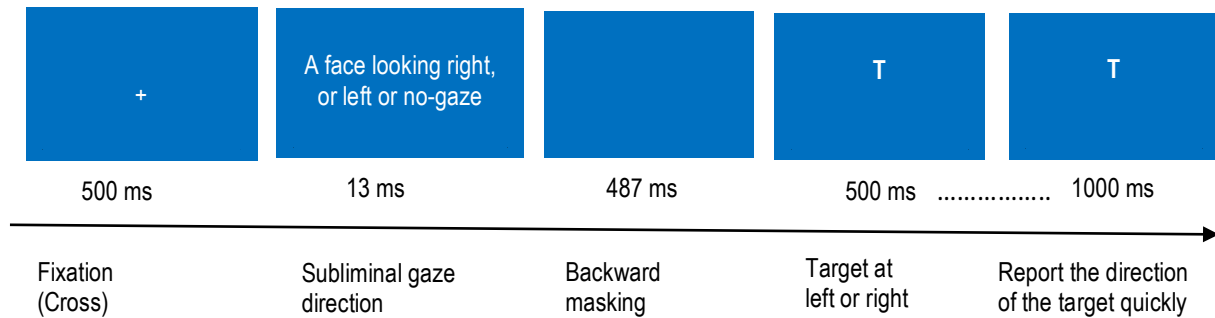 +
A face looking right,
or left or no-gaze
T
T
500 ms
13 ms
487 ms
500 ms ……………….. 1000 ms
Fixation
(Cross)
Subliminal gaze
direction
Backward
masking
Target at
left or right
Report the direction
of the target quickly